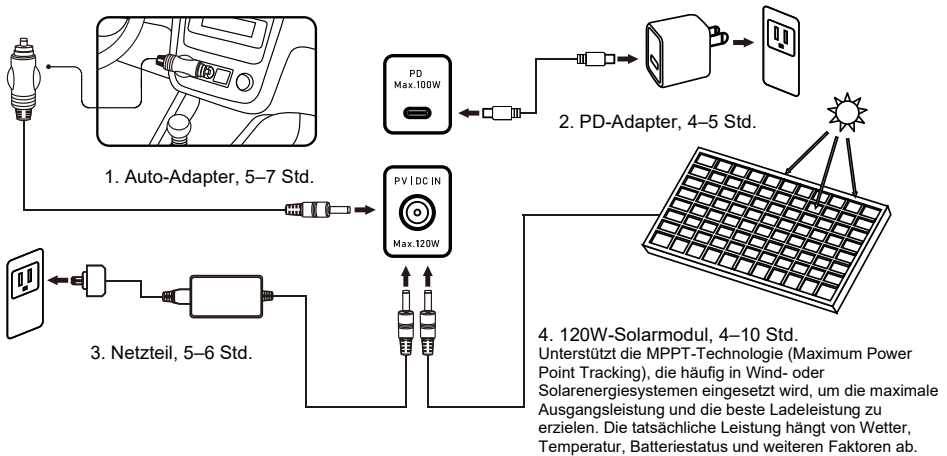 PD
Max.100W
2. PD-Adapter, 4–5 Std.
1. Auto-Adapter, 5–7 Std.
PV | DC IN
Max.120W
3. Netzteil, 5–6 Std.
4. 120W-Solarmodul, 4–10 Std.
Unterstützt die MPPT-Technologie (Maximum Power
Point Tracking), die häufig in Wind- oder
Solarenergiesystemen eingesetzt wird, um die maximale
Ausgangsleistung und die beste Ladeleistung zu
erzielen. Die tatsächliche Leistung hängt von Wetter,
Temperatur, Batteriestatus und weiteren Faktoren ab.